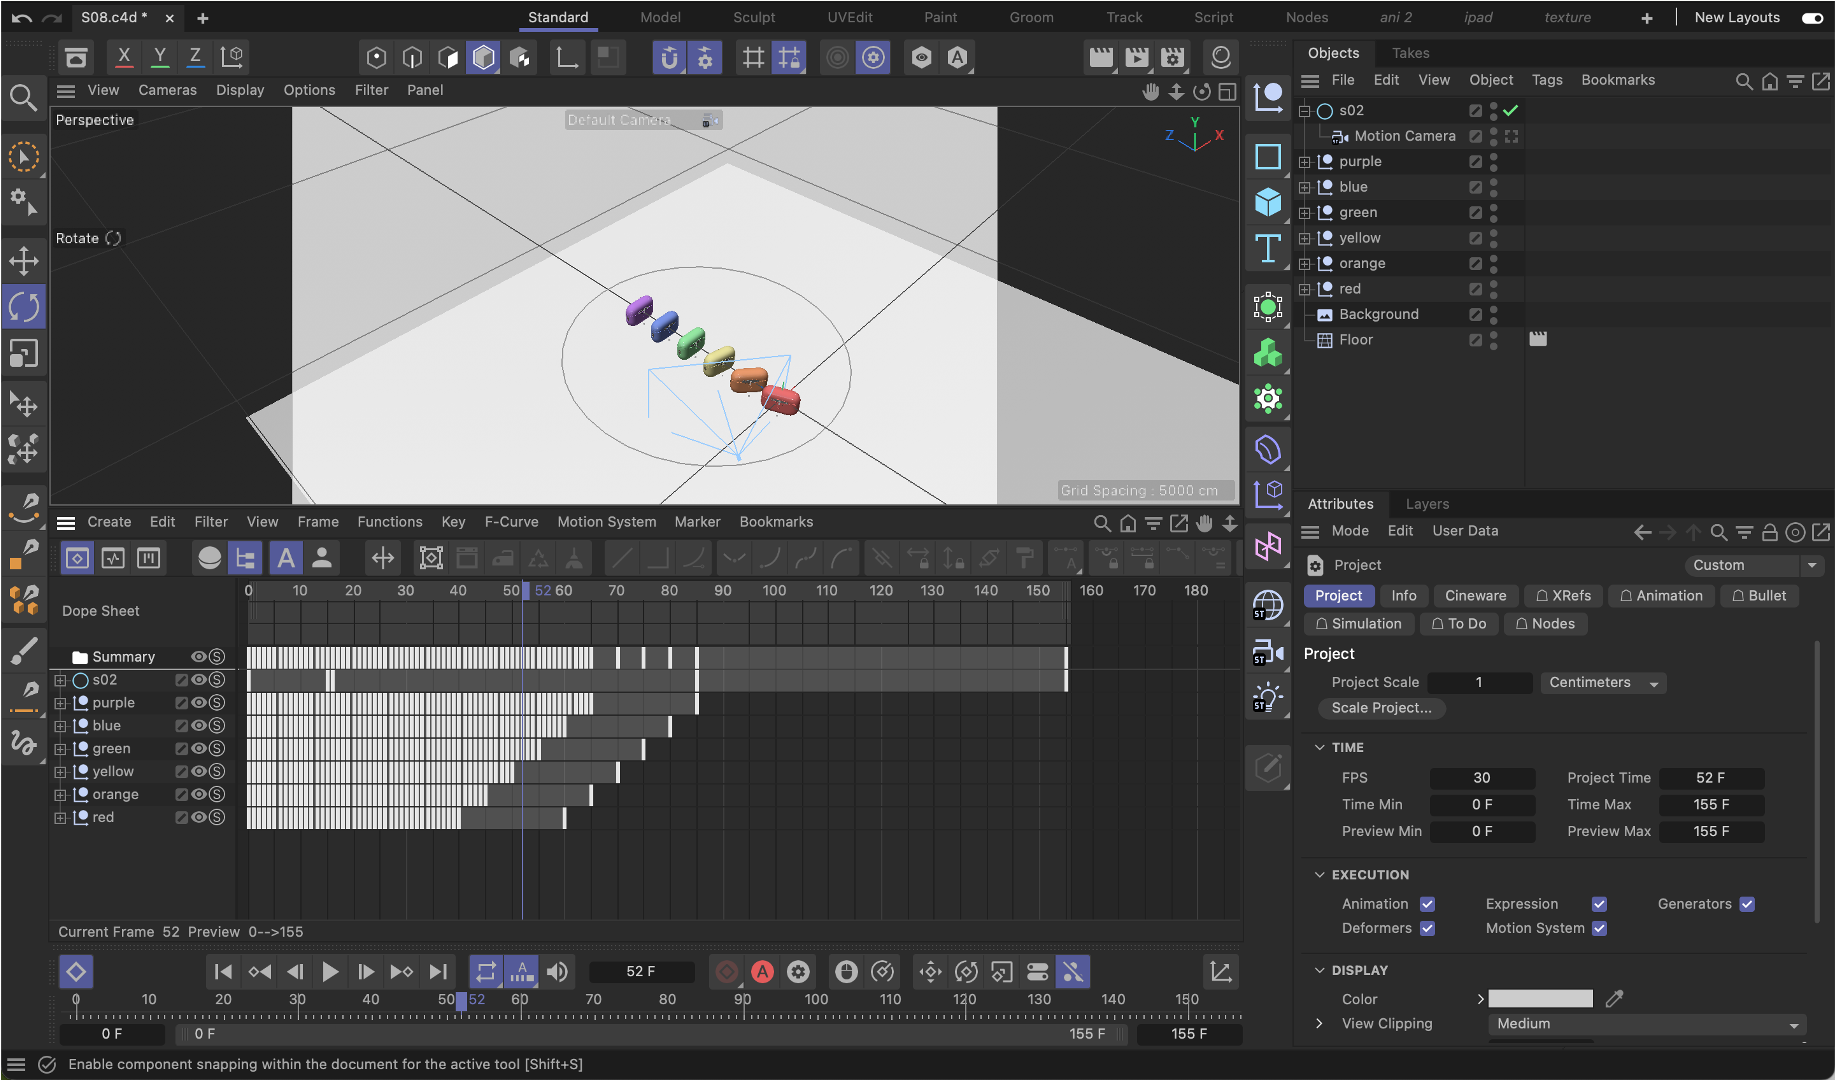 S08.c4d *
Standard
Model
Sculpt
UVEdit
Paint
Groom
Track
Script
Nodes
ani 2
ipad
texture
New Layouts
X
Y
Z
A
View
Cameras
Display
Options
Filter
Panel
Perspective
Default Camera
Y
Z
X
Rotate
Grid Spacing : 5000 cm
Objects
Takes
File
Edit
View
Object
Tags
Bookmarks
s02
Motion Camera
purple
blue
green
yellow
orange
red
Background
Floor
T
ST
ST
ST
Attributes
Layers
Mode
Edit
User Data
Project
Custom
Project
Info
Cineware
XRefs
Animation
Bullet
Simulation
To Do
Nodes
Project
Project Scale 1 Centimeters
Scale Project...
TIME
FPS 30 Project Time 52 F
Time Min 0 F Time Max 155 F
Preview Min 0 F Preview Max 155 F
EXECUTION
Animation Expression Generators
Deformers Motion System
DISPLAY
Color
View Clipping Medium
Create
Edit
Filter
View
Frame
Functions
Key
F-Curve
Motion System
Marker
Bookmarks
A
Dope Sheet
0 10 20 30 40 50 52 60 70 80 90 100 110 120 130 140 150 160 170 180
Summary S
s02 S
purple S
blue S
green S
yellow S
orange S
red S
Current Frame 52 Preview 0-->155
A
52 F
A
0 10 20 30 40 50 52 60 70 80 90 100 110 120 130 140 150
0 F
0 F
155 F
155 F
Enable component snapping within the document for the active tool [Shift+S]